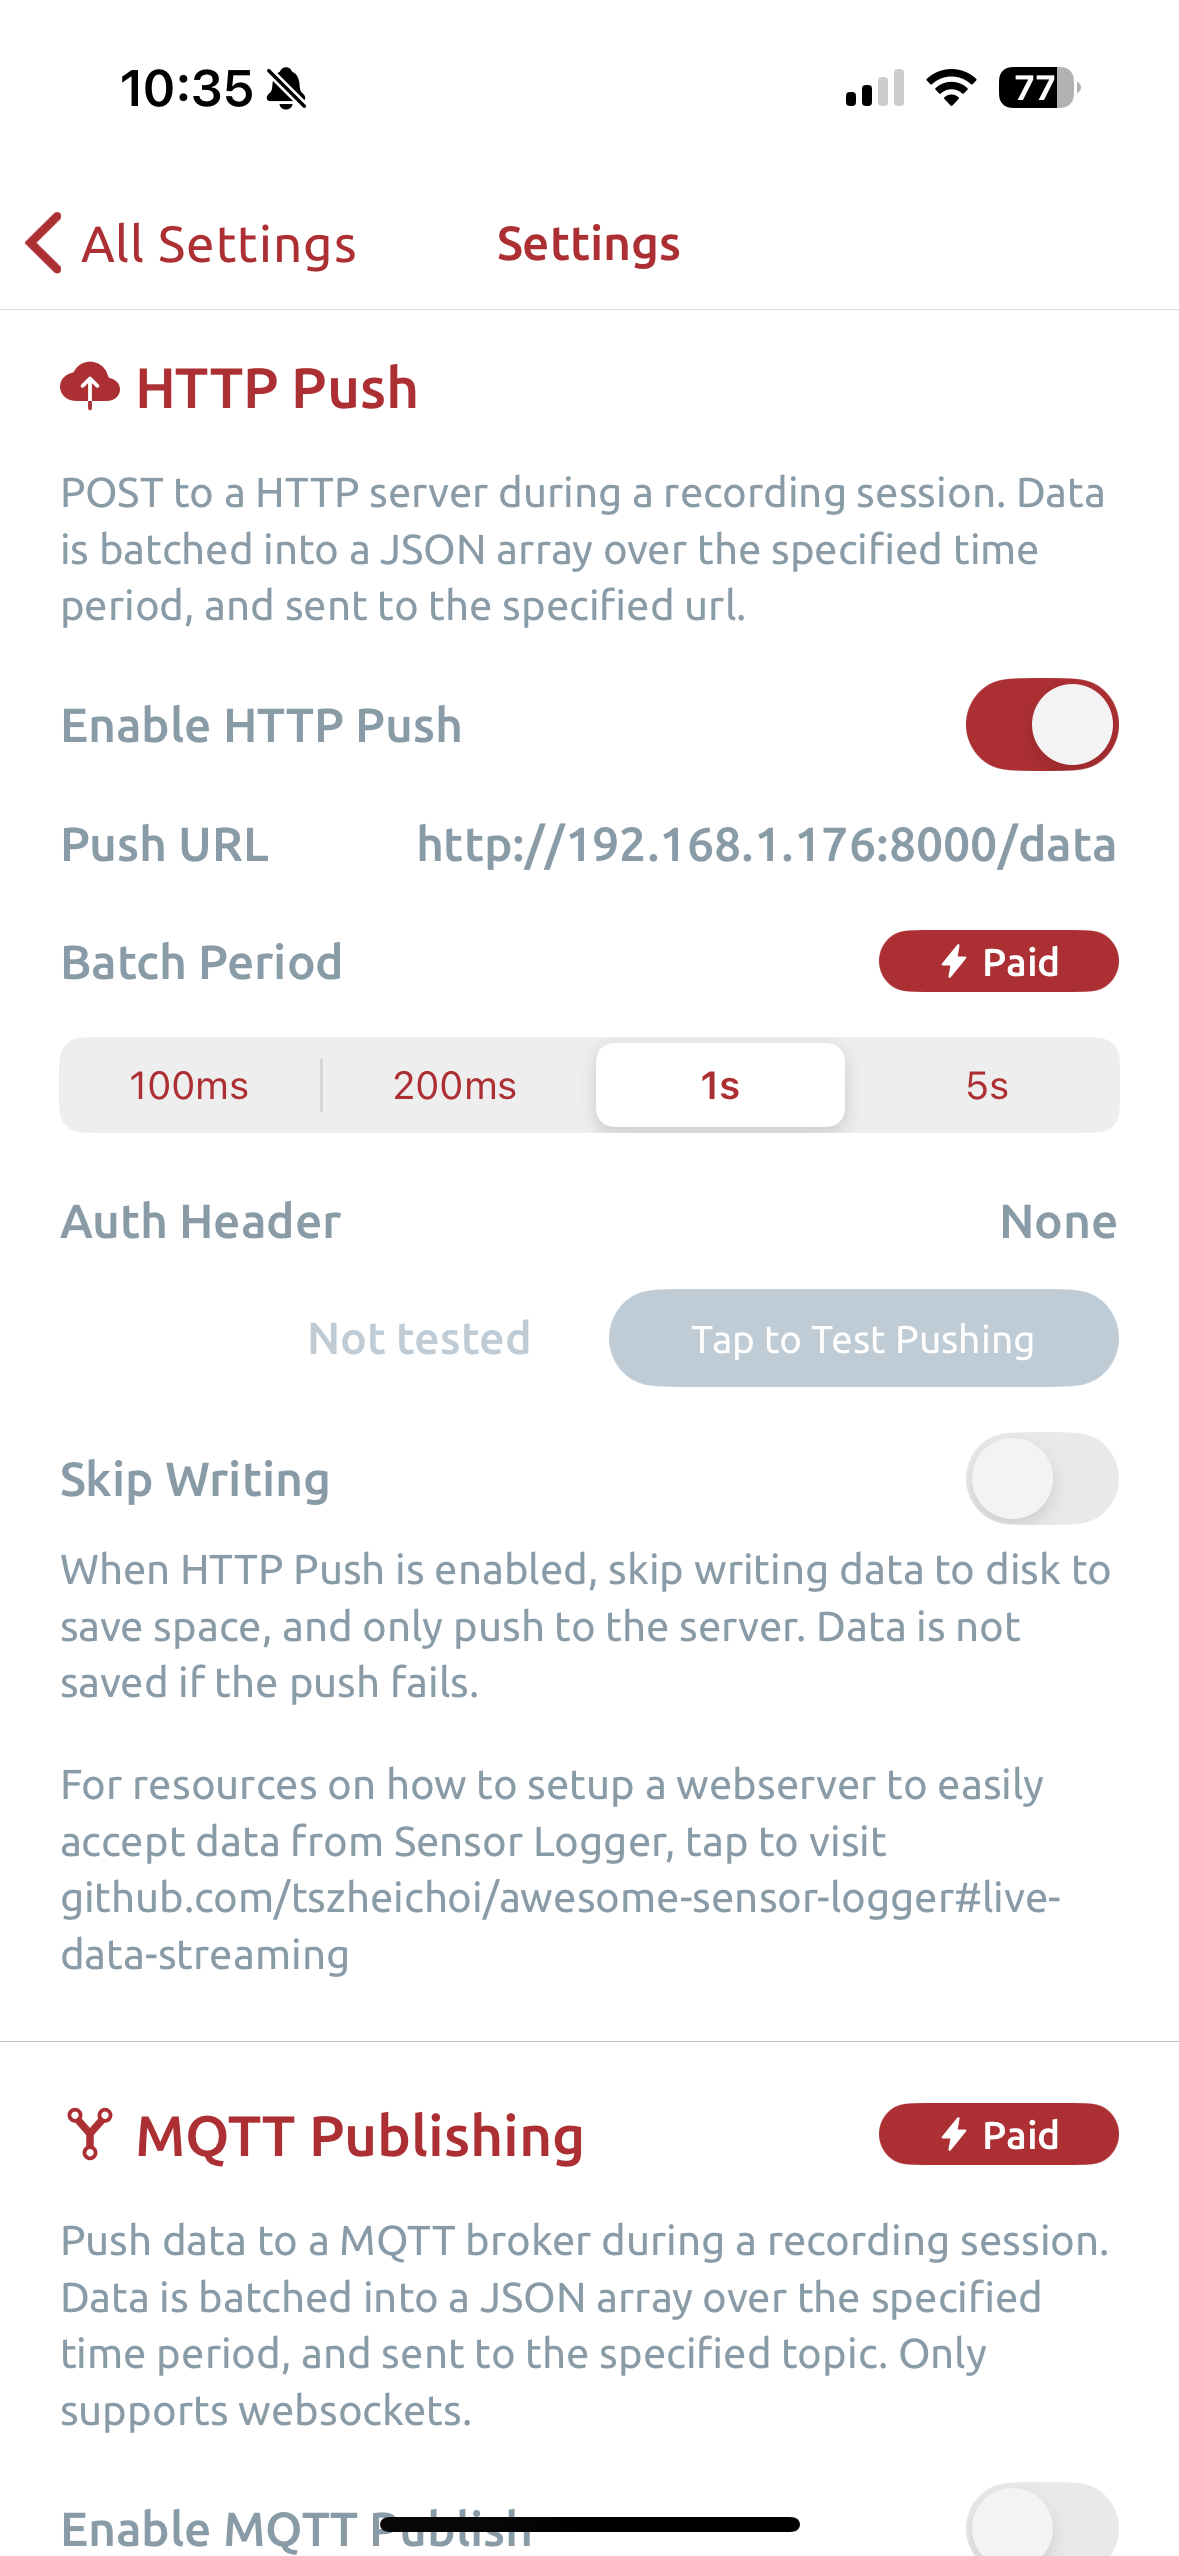 10:35
77
All Settings
Settings
HTTP Push
POST to a HTTP server during a recording session. Data
is batched into a JSON array over the specified time
period, and sent to the specified url.
Enable HTTP Push
Push URL
http://192.168.1.176:8000/data
Batch Period
Paid
100ms
200ms
1s
5s
Auth Header
None
Not tested
Tap to Test Pushing
Skip Writing
When HTTP Push is enabled, skip writing data to disk to
save space, and only push to the server. Data is not
saved if the push fails.
For resources on how to setup a webserver to easily
accept data from Sensor Logger, tap to visit
github.com/tszheichoi/awesome-sensor-logger#live-
data-streaming
MQTT Publishing
Paid
Push data to a MQTT broker during a recording session.
Data is batched into a JSON array over the specified
time period, and sent to the specified topic. Only
supports websockets.
Enable MQTT Publish